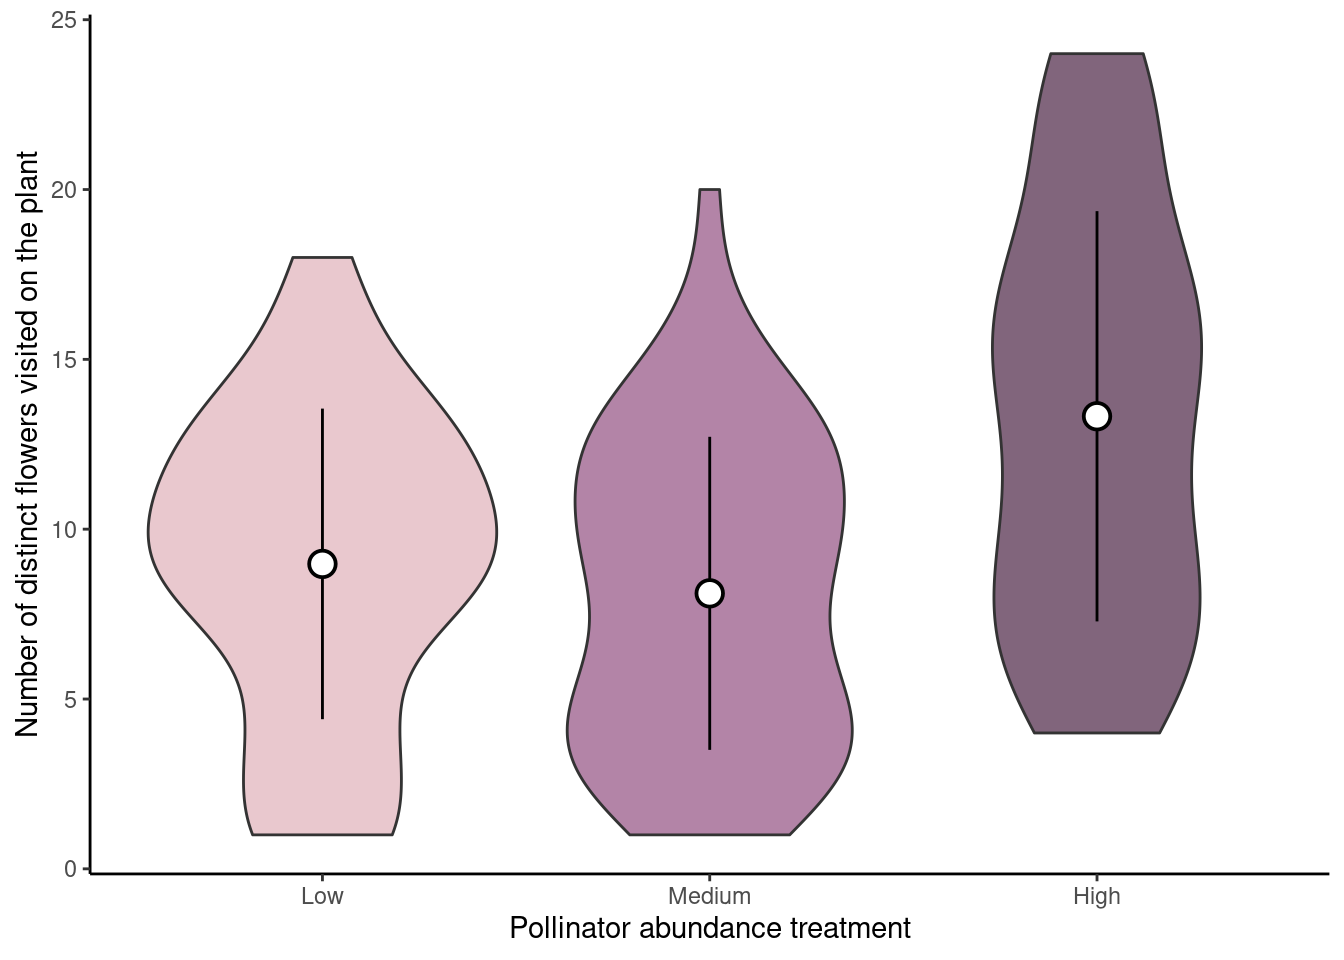 Number of distinct flowers visited on the plant
25
20
15
10
5
0
Low Medium High
Pollinator abundance treatment